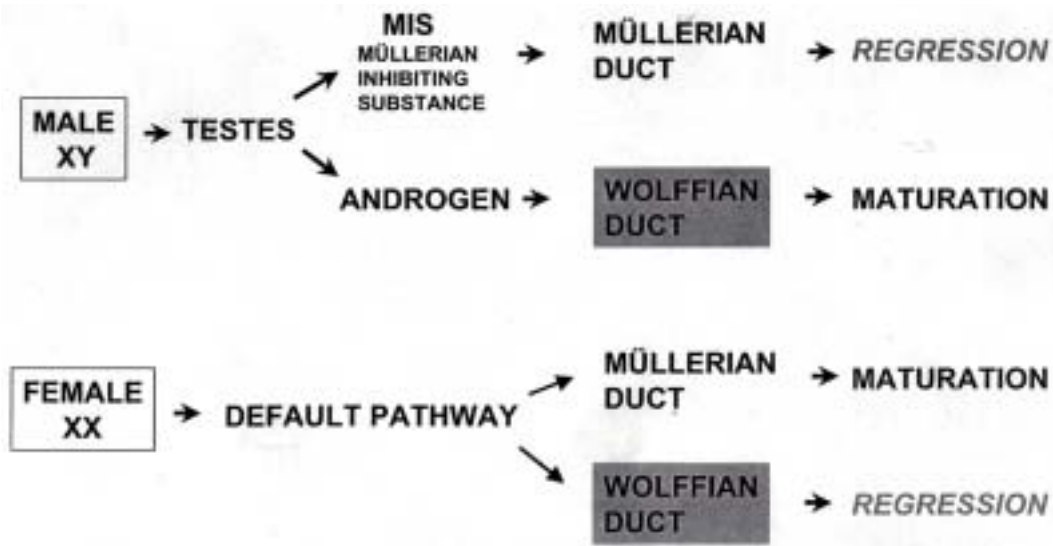 MIS
MÜLLERIAN
INHIBITING
SUBSTANCE
MÜLLERIAN
DUCT
REGRESSION
MALE
XY
TESTES
ANDROGEN
WOLFFIAN
DUCT
MATURATION
FEMALE
XX
DEFAULT PATHWAY
MÜLLERIAN
DUCT
MATURATION
WOLFFIAN
DUCT
REGRESSION